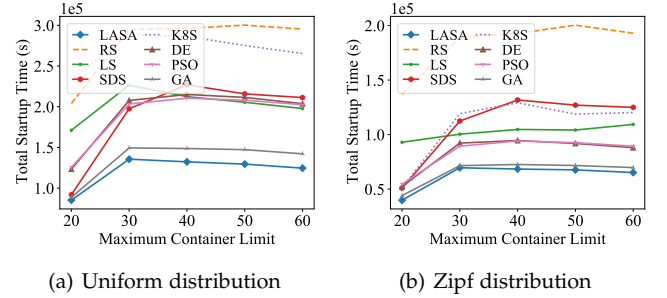 1e5
Total Startup Time (s)
3.0
2.5
2.0
1.5
1.0
LASA
RS
LS
SDS
K8S
DE
PSO
GA
20 30 40 50 60
Maximum Container Limit
(a) Uniform distribution
1e5
Total Startup Time (s)
2.0
1.5
1.0
0.5
LASA
RS
LS
SDS
K8S
DE
PSO
GA
20 30 40 50 60
Maximum Container Limit
(b) Zipf distribution